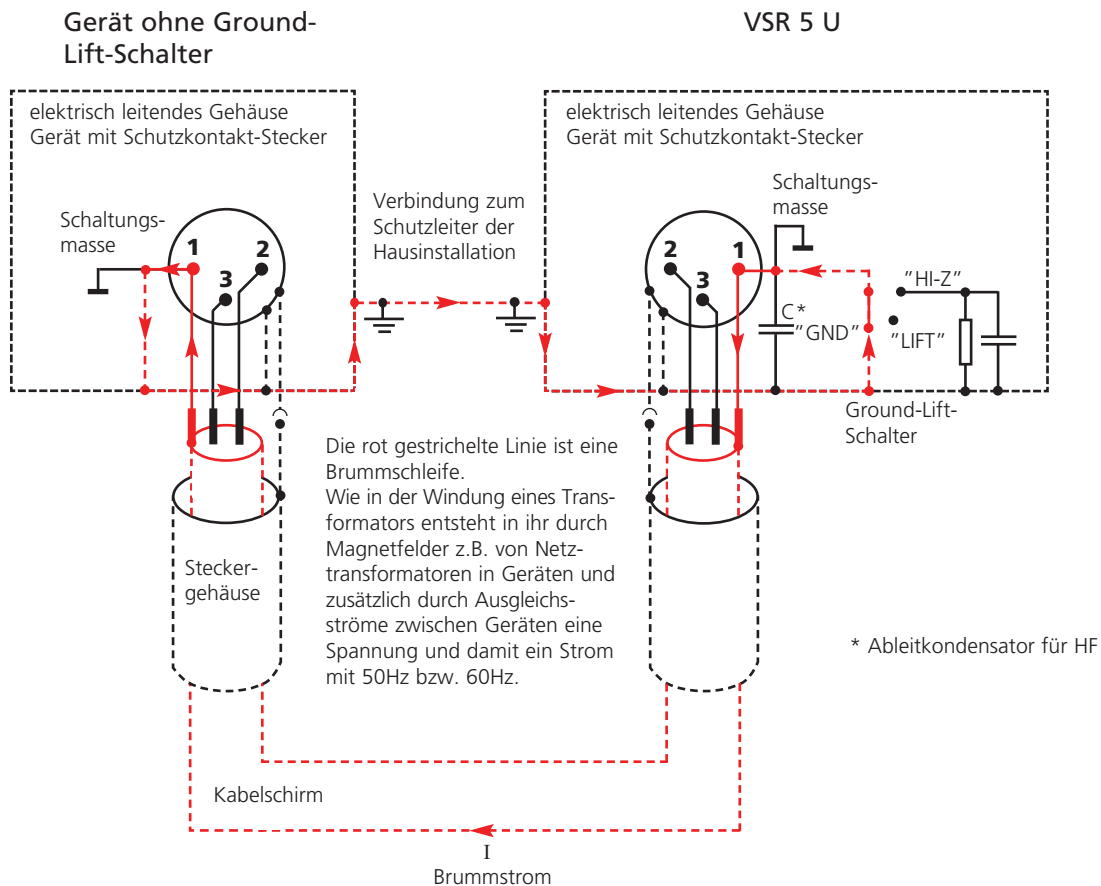 Gerät ohne Ground-
Lift-Schalter
VSR 5 U
elektrisch leitendes Gehäuse
Gerät mit Schutzkontakt-Stecker
elektrisch leitendes Gehäuse
Gerät mit Schutzkontakt-Stecker
Schaltungs-
masse
1
2
3
Verbindung zum
Schutzleiter der
Hausinstallation
Schaltungs-
masse
2
1
3
C*
"GND"
"HI-Z"
"LIFT"
Ground-Lift-
Schalter
Die rot gestrichelte Linie ist eine
Brummschleife.
Wie in der Windung eines Trans-
formators entsteht in ihr durch
Magnetfelder z.B. von Netz-
transformatoren in Geräten und
zusätzlich durch Ausgleichs-
ströme zwischen Geräten eine
Spannung und damit ein Strom
mit 50Hz bzw. 60Hz.
Stecker-
gehäuse
* Ableitkondensator für HF
Kabelschirm
I
Brummstrom